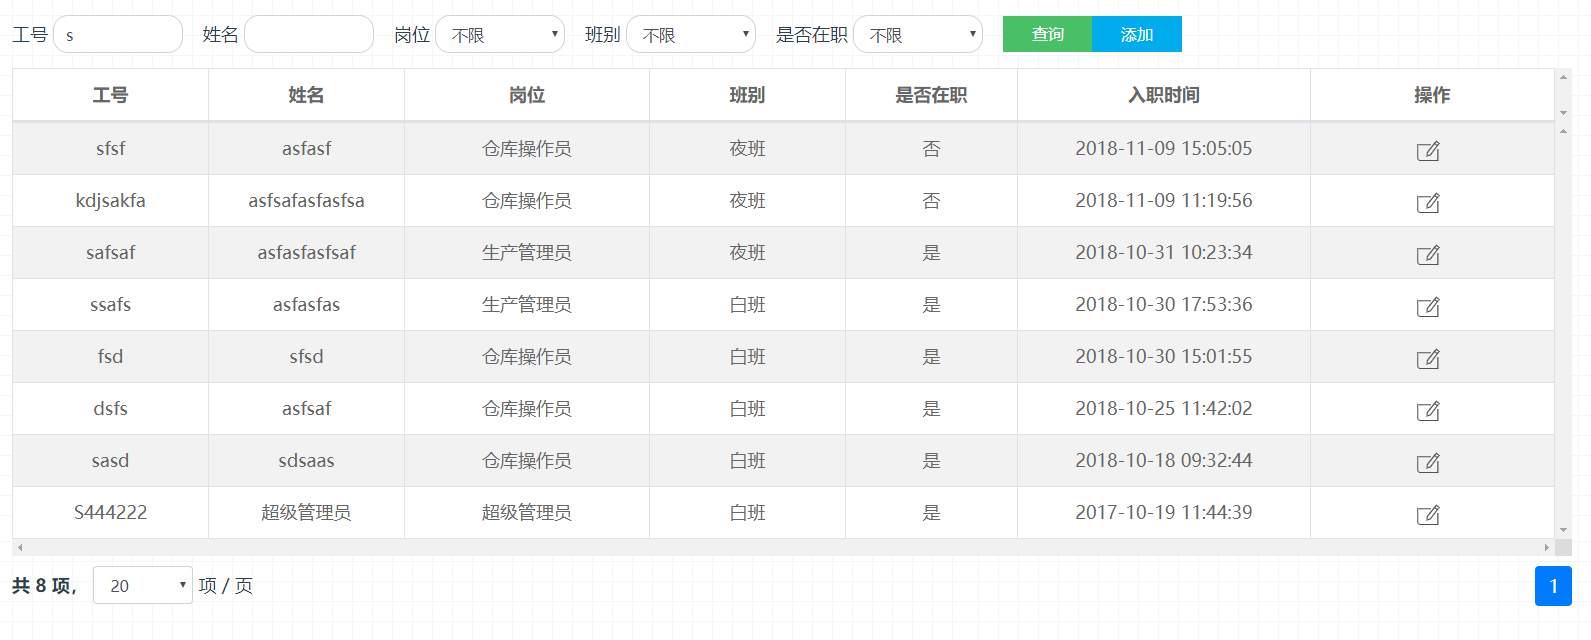 工号 s 姓名 岗位 不限 班别 不限 是否在职 不限 查询 添加
工号 姓名 岗位 班别 是否在职 入职时间 操作
sfsf asfasf 仓库操作员 夜班 否 2018-11-09 15:05:05
kdjsakfa asfsafasfasfsa 仓库操作员 夜班 否 2018-11-09 11:19:56
safsaf asfasfasfsaf 生产管理员 夜班 是 2018-10-31 10:23:34
ssafs asfasfas 生产管理员 白班 是 2018-10-30 17:53:36
fsd sfsd 仓库操作员 白班 是 2018-10-30 15:01:55
dsfs asfsaf 仓库操作员 白班 是 2018-10-25 11:42:02
sasd sdsaas 仓库操作员 白班 是 2018-10-18 09:32:44
S444222 超级管理员 超级管理员 白班 是 2017-10-19 11:44:39
共 8 项， 20 项 / 页 1